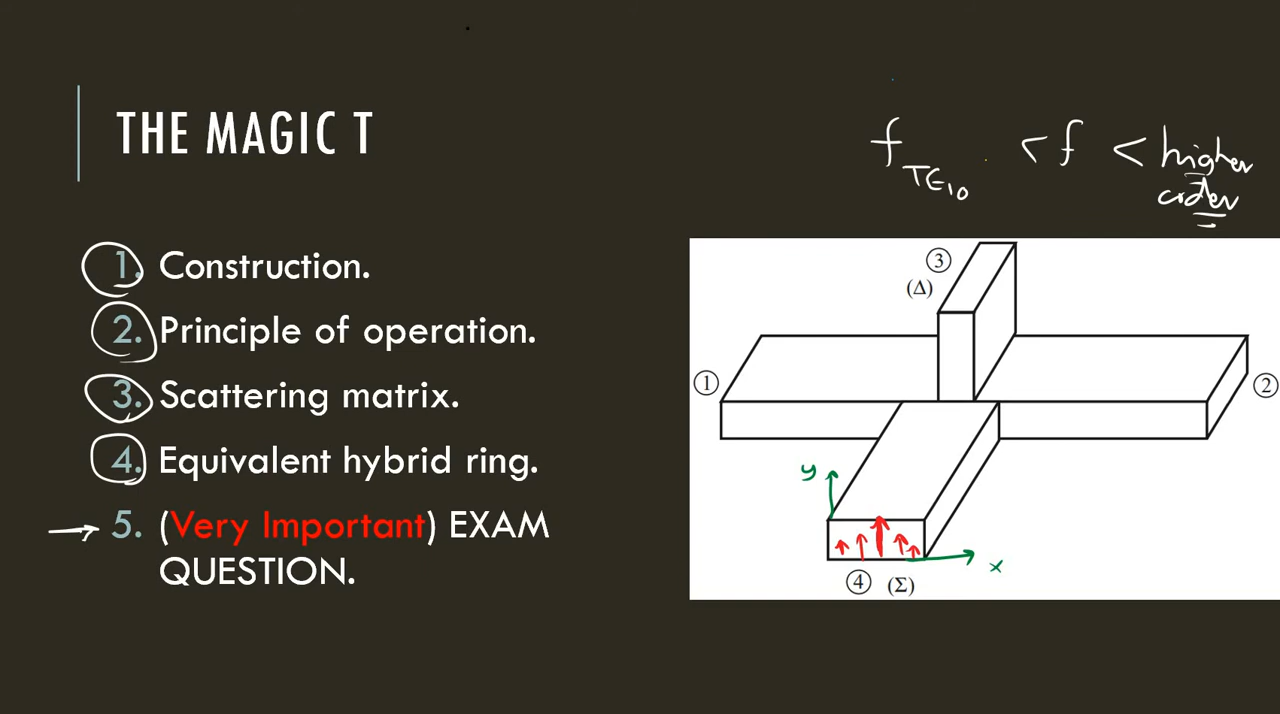 THE MAGIC T
f TE10 < f < higher
order
1. Construction.
2. Principle of operation.
3. Scattering matrix.
4. Equivalent hybrid ring.
5. (Very Important) EXAM
QUESTION.
③
(Δ)
①
②
y
x
④ (Σ)